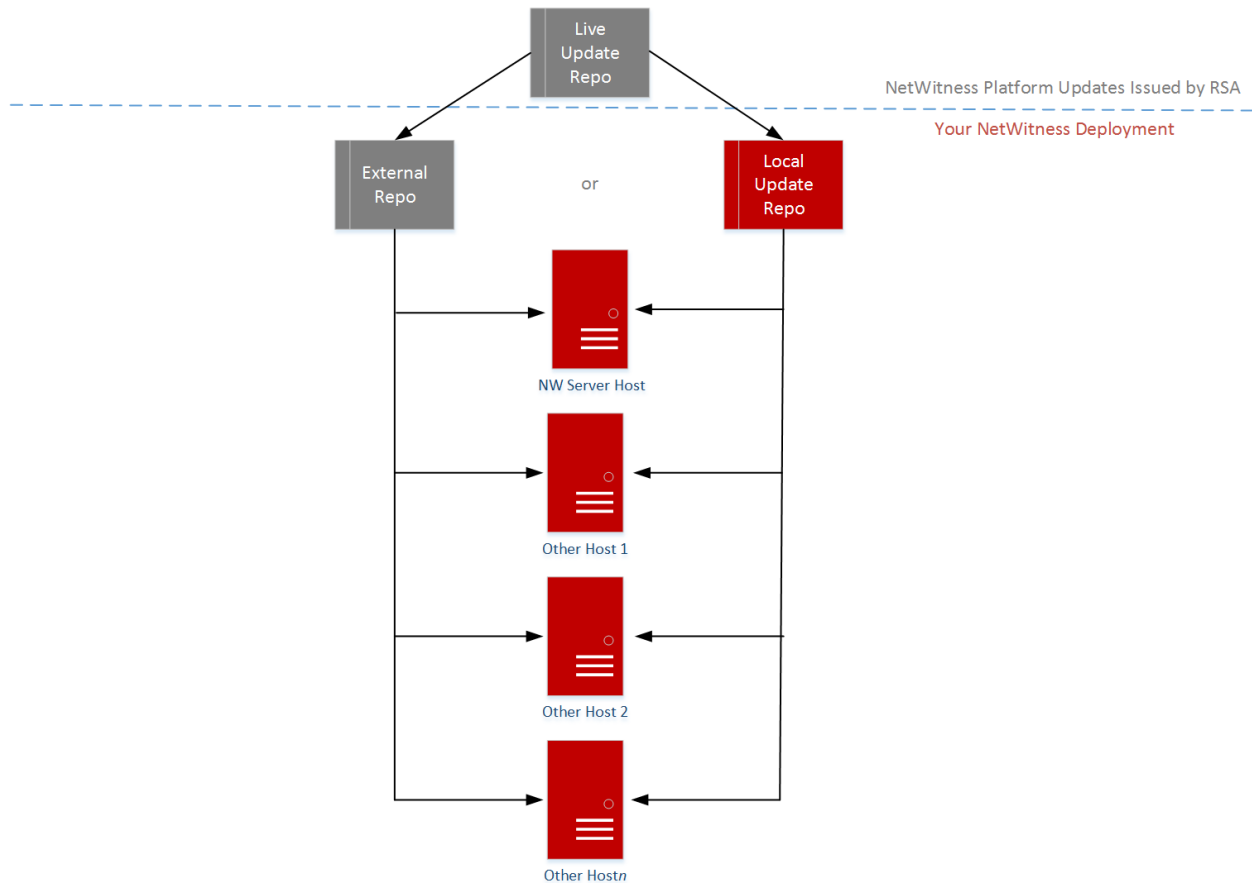 Live
Update
Repo
NetWitness Platform Updates Issued by RSA
Your NetWitness Deployment
External
Repo
or
Local
Update
Repo
NW Server Host
Other Host 1
Other Host 2
Other Hostn